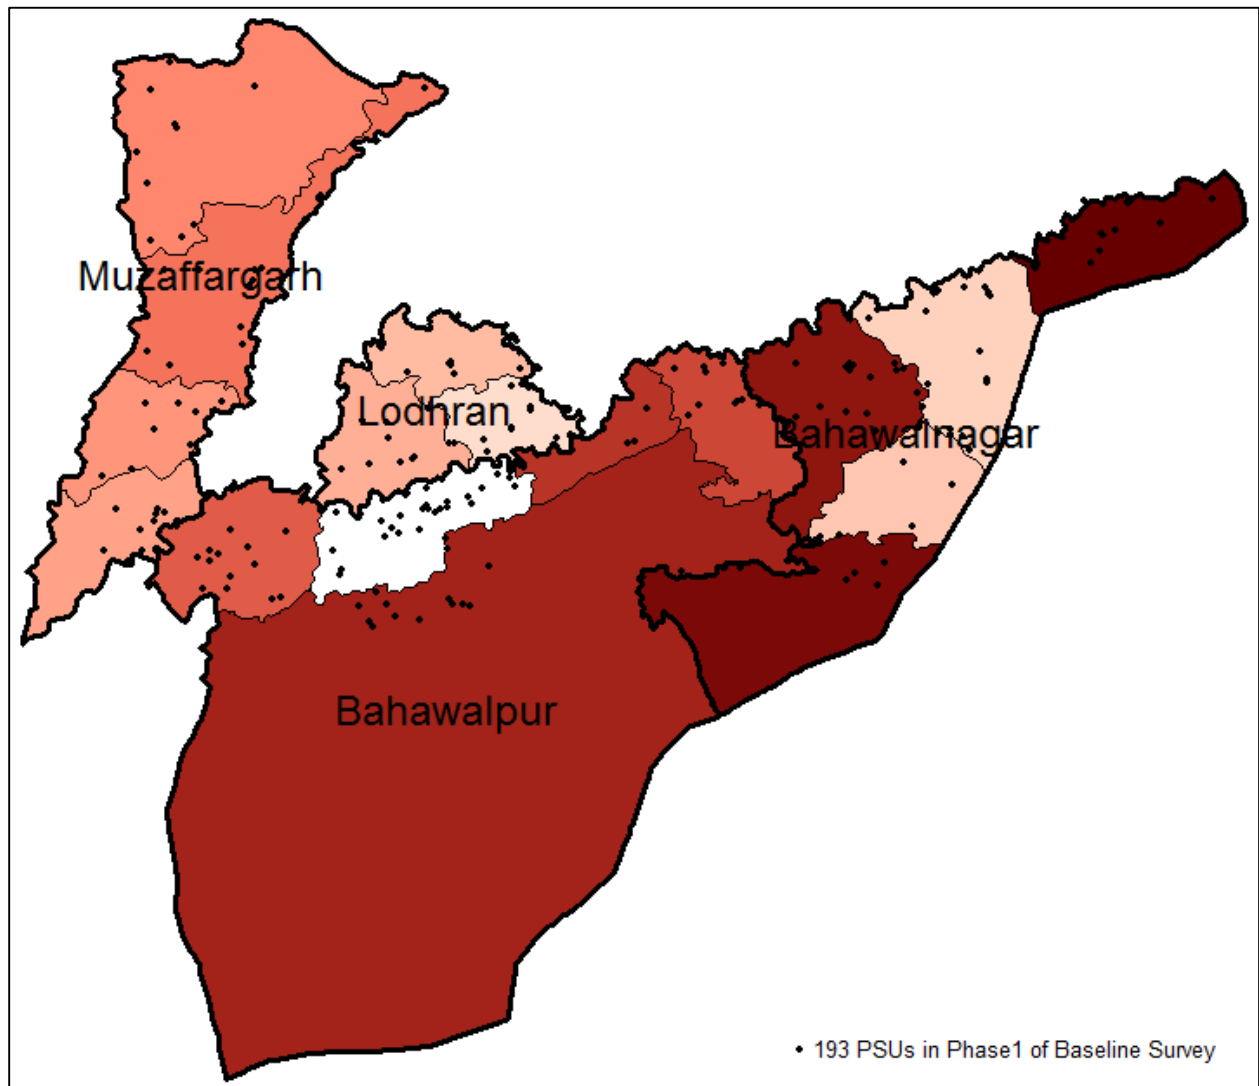 Muzaffargarh
Lodhran
Bahawalnagar
Bahawalpur
• 193 PSUs in Phase1 of Baseline Survey